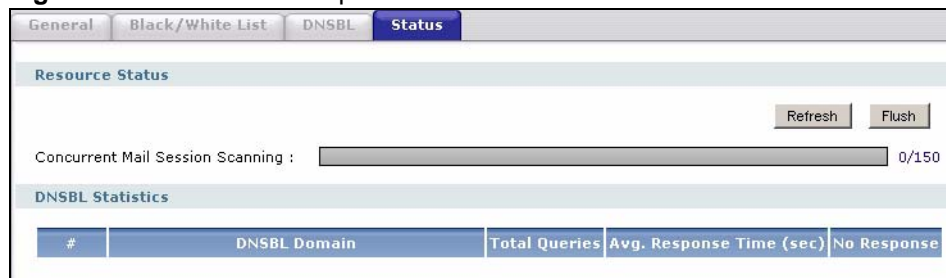 General Black/White List DNSBL Status
Resource Status
Refresh Flush
Concurrent Mail Session Scanning : 0/150
DNSBL Statistics
# DNSBL Domain Total Queries Avg. Response Time (sec) No Response